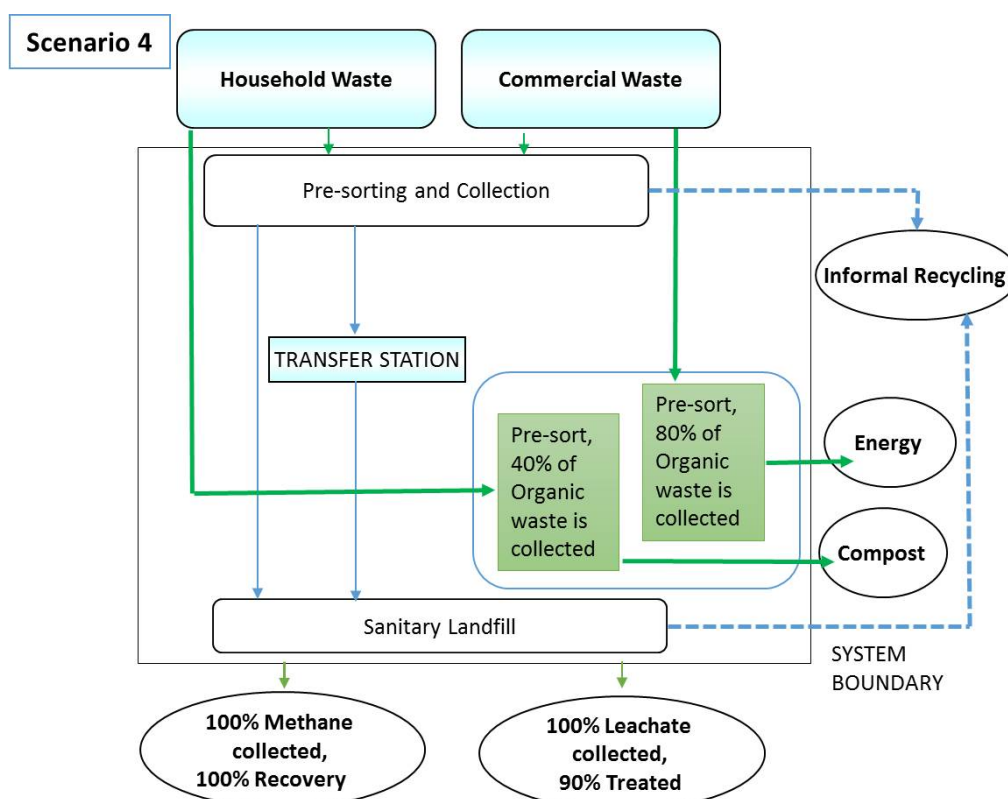 Scenario 4
Household Waste
Commercial Waste
Pre-sorting and Collection
Informal Recycling
TRANSFER STATION
Pre-sort,
40% of
Organic
waste is
collected
Pre-sort,
80% of
Organic
waste is
collected
Energy
Compost
Sanitary Landfill
SYSTEM
BOUNDARY
100% Methane
collected,
100% Recovery
100% Leachate
collected,
90% Treated